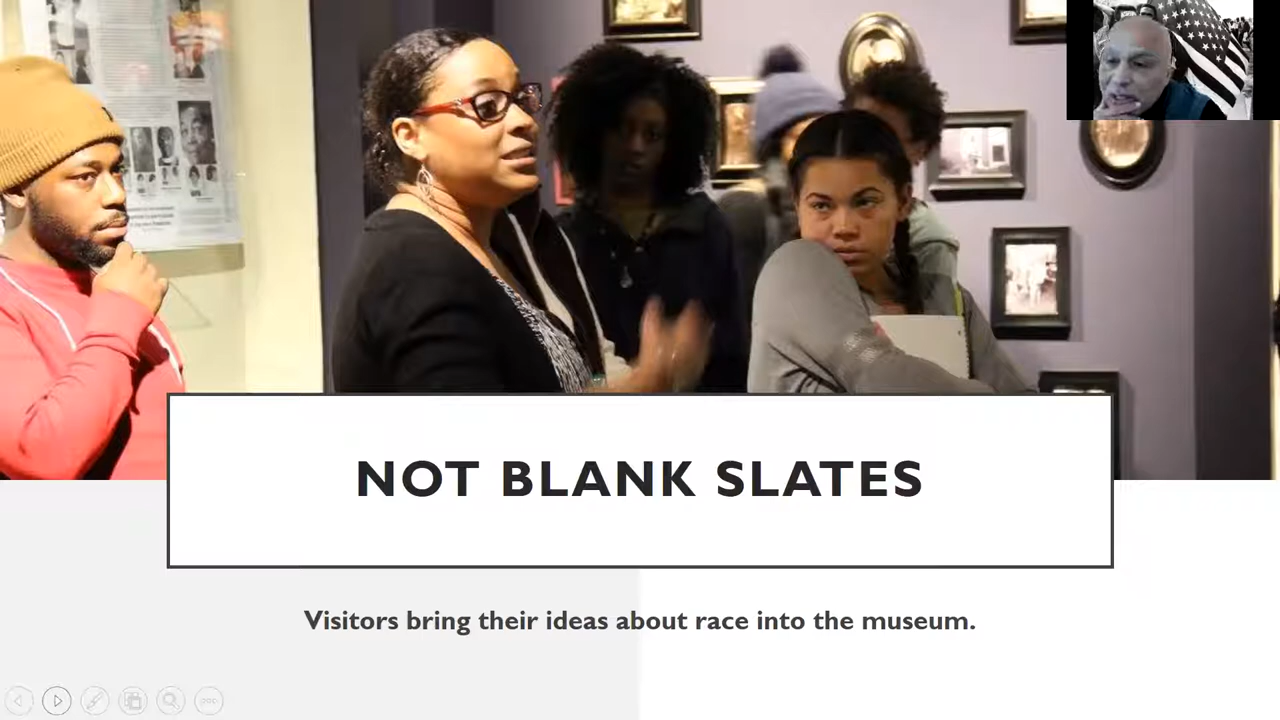 NOT BLANK SLATES
Visitors bring their ideas about race into the museum.